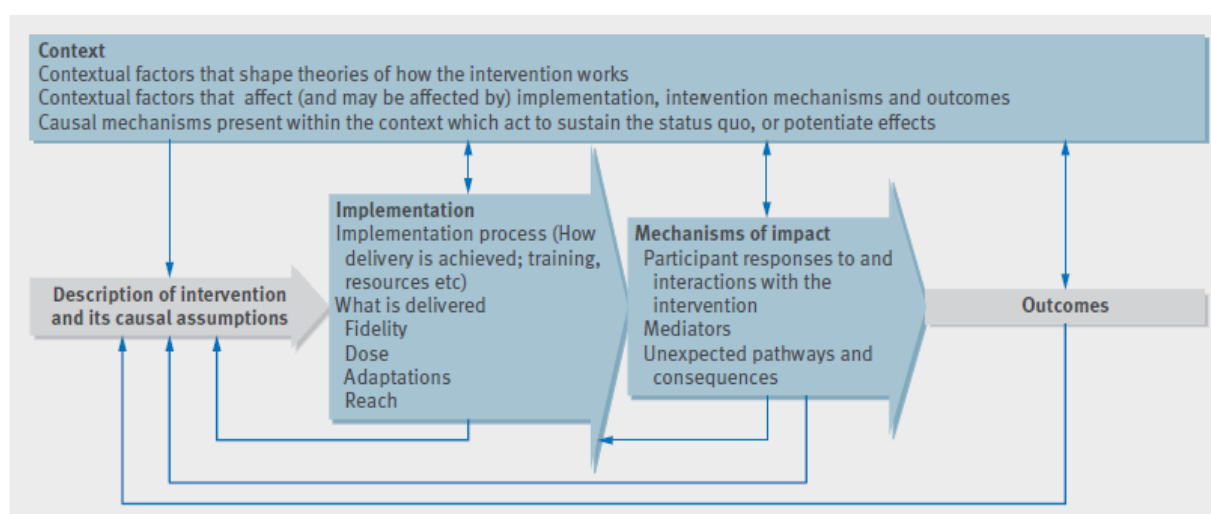 Context
Contextual factors that shape theories of how the intervention works
Contextual factors that affect (and may be affected by) implementation, intervention mechanisms and outcomes
Causal mechanisms present within the context which act to sustain the status quo, or potentiate effects
Description of intervention
and its causal assumptions
Implementation
Implementation process (How
delivery is achieved; training,
resources etc)
What is delivered
Fidelity
Dose
Adaptations
Reach
Mechanisms of impact
Participant responses to and
interactions with the
intervention
Mediators
Unexpected pathways and
consequences
Outcomes